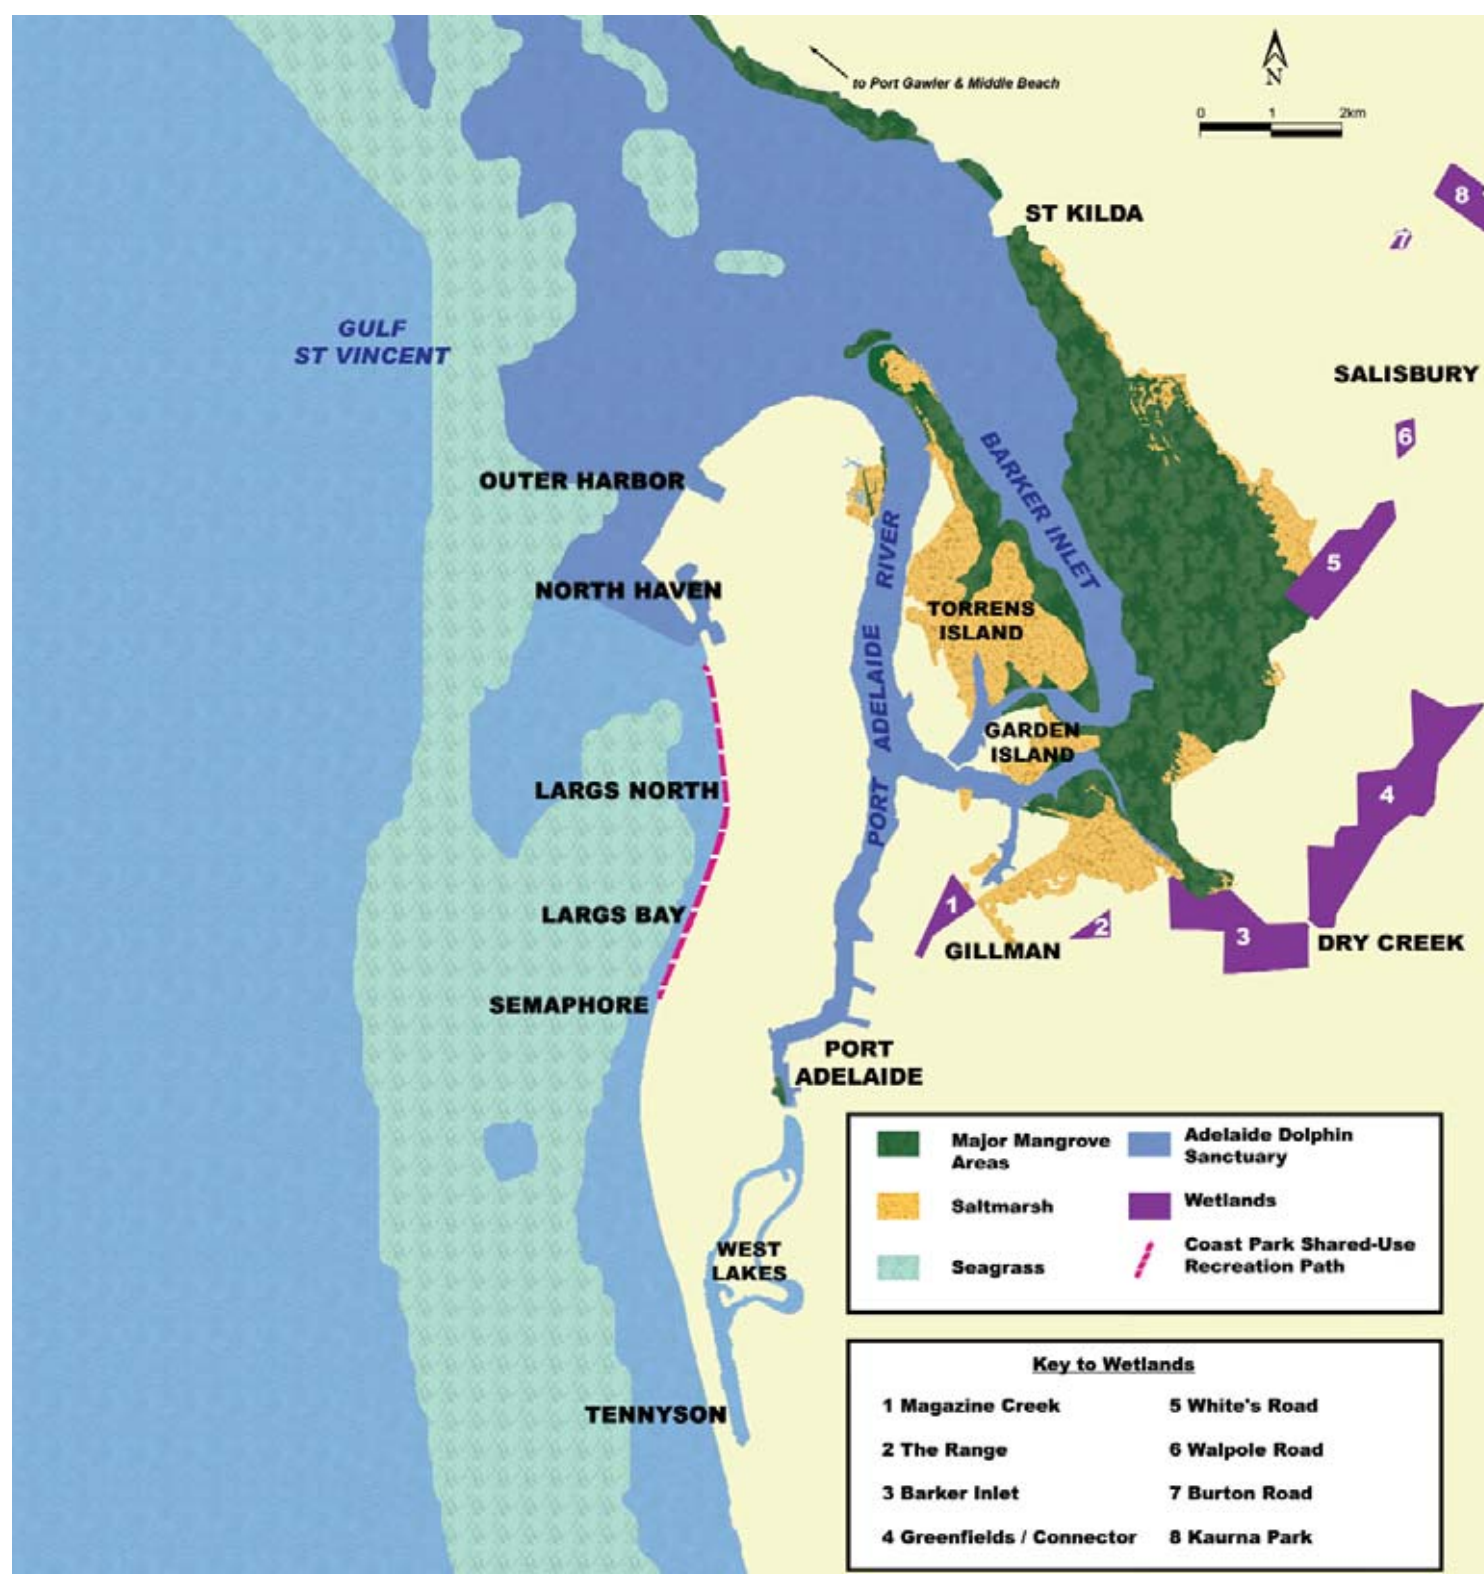 to Port Gawler & Middle Beach
N
0 1 2km
8
ST KILDA
7
GULF
ST VINCENT
SALISBURY
6
BARKER INLET
OUTER HARBOR
PORT ADELAIDE RIVER
5
NORTH HAVEN
TORRENS
ISLAND
GARDEN
ISLAND
LARGS NORTH
4
LARGS BAY
1
2
3
GILLMAN
DRY CREEK
SEMAPHORE
PORT
ADELAIDE
WEST
LAKES
TENNYSON
Major Mangrove
Areas
Saltmarsh
Seagrass
Adelaide Dolphin
Sanctuary
Wetlands
Coast Park Shared-Use
Recreation Path
Key to Wetlands
1 Magazine Creek
2 The Range
3 Barker Inlet
4 Greenfields / Connector
5 White's Road
6 Walpole Road
7 Burton Road
8 Kaurna Park